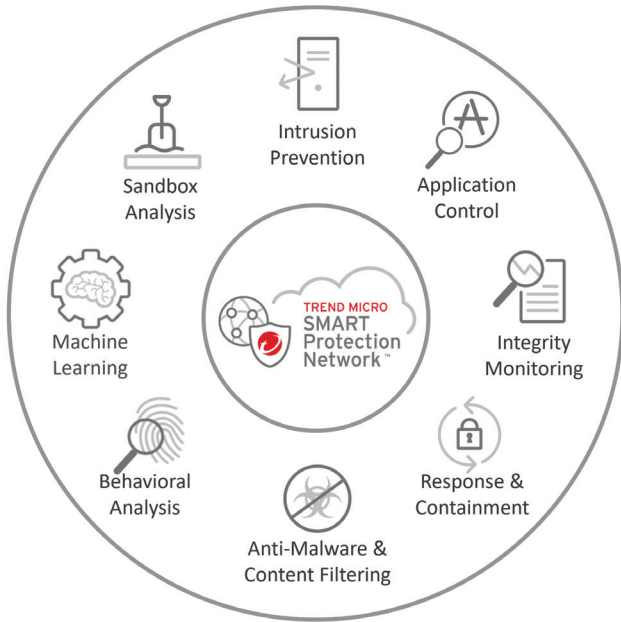 Intrusion
Prevention
Application
Control
Integrity
Monitoring
Response &
Containment
Anti-Malware &
Content Filtering
Behavioral
Analysis
Machine
Learning
Sandbox
Analysis
TREND MICRO
SMART
Protection
Network™